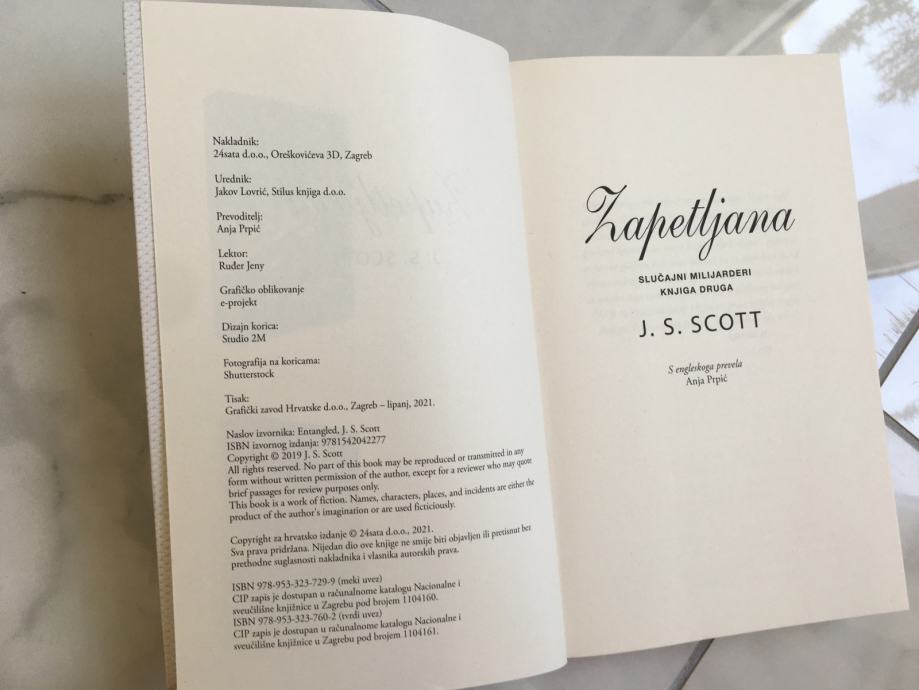 Nakladnik:
24sata d.o.o., Oreškovićeva 3D, Zagreb
Urednik:
Jakov Lovrić, Stilus knjiga d.o.o.
Prevoditelj:
Anja Prpić
Lektor:
Ruđer Jeny
Grafičko oblikovanje
e-projekt
Dizajn korica:
Studio 2M
Fotografija na koricama:
Shutterstock
Tisak:
Grafički zavod Hrvatske d.o.o., Zagreb – lipanj, 2021.
Naslov izvornika: Entangled, J. S. Scott
ISBN izvornog izdanja: 9781542042277
Copyright © 2019 J. S. Scott
All rights reserved. No part of this book may be reproduced or transmitted in any
form without written permission of the author, except for a reviewer who may quote
brief passages for review purposes only.
This book is a work of fiction. Names, characters, places, and incidents are either the
product of the author's imagination or are used ficticiously.
Copyright za hrvatsko izdanje © 24sata d.o.o., 2021.
Sva prava pridržana. Nijedan dio ove knjige ne smije biti objavljen ili pretisnut bez
prethodne suglasnosti nakladnika i vlasnika autorskih prava.
ISBN 978-953-323-729-9 (meki uvez)
CIP zapis je dostupan u računalnome katalogu Nacionalne i
sveučilišne knjižnice u Zagrebu pod brojem 1104160.
ISBN 978-953-323-760-2 (tvrdi uvez)
CIP zapis je dostupan u računalnome katalogu Nacionalne i
sveučilišne knjižnice u Zagrebu pod brojem 1104161.
Zapetljana
SLUČAJNI MILIJARDERI
KNJIGA DRUGA
J. S. SCOTT
S engleskoga prevela
Anja Prpić